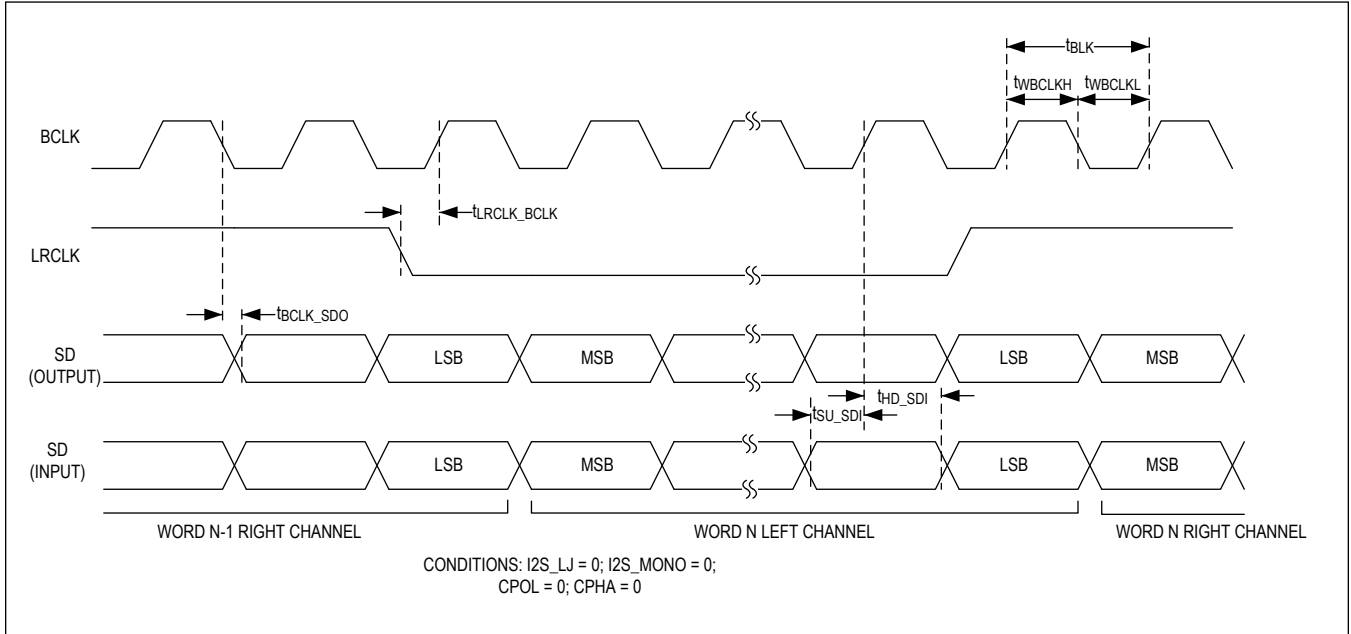 tBLK
tWBCLKH tWBCLKL
BCLK
tLRCLK_BCLK
LRCLK
tBCLK_SDO
SD
(OUTPUT)
LSB MSB LSB MSB
tHD_SDI
tSU_SDI
SD
(INPUT)
LSB MSB LSB MSB
WORD N-1 RIGHT CHANNEL WORD N LEFT CHANNEL WORD N RIGHT CHANNEL
CONDITIONS: I2S_LJ = 0; I2S_MONO = 0;
CPOL = 0; CPHA = 0